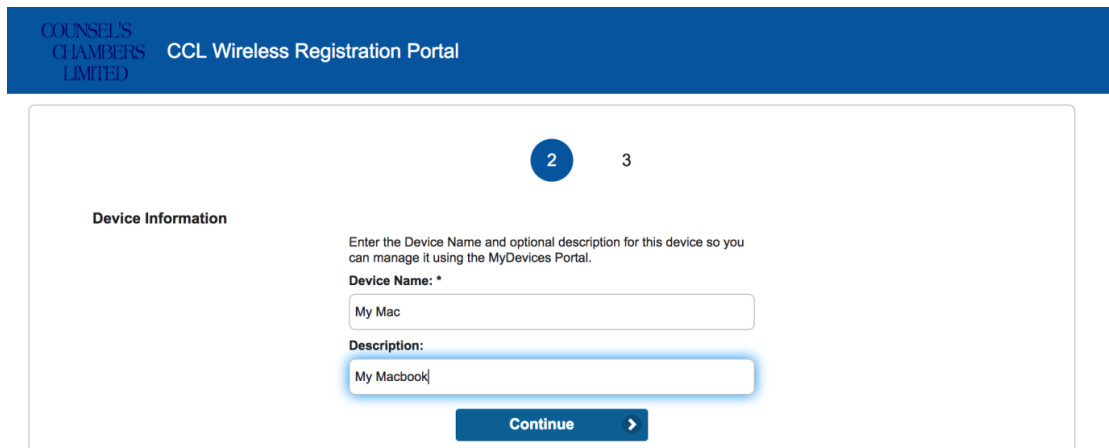 COUNSEL'S
CHAMBERS
LIMITED
CCL Wireless Registration Portal
2
3
Device Information
Enter the Device Name and optional description for this device so you
can manage it using the MyDevices Portal.
Device Name: *
My Mac
Description:
My Macbook
Continue